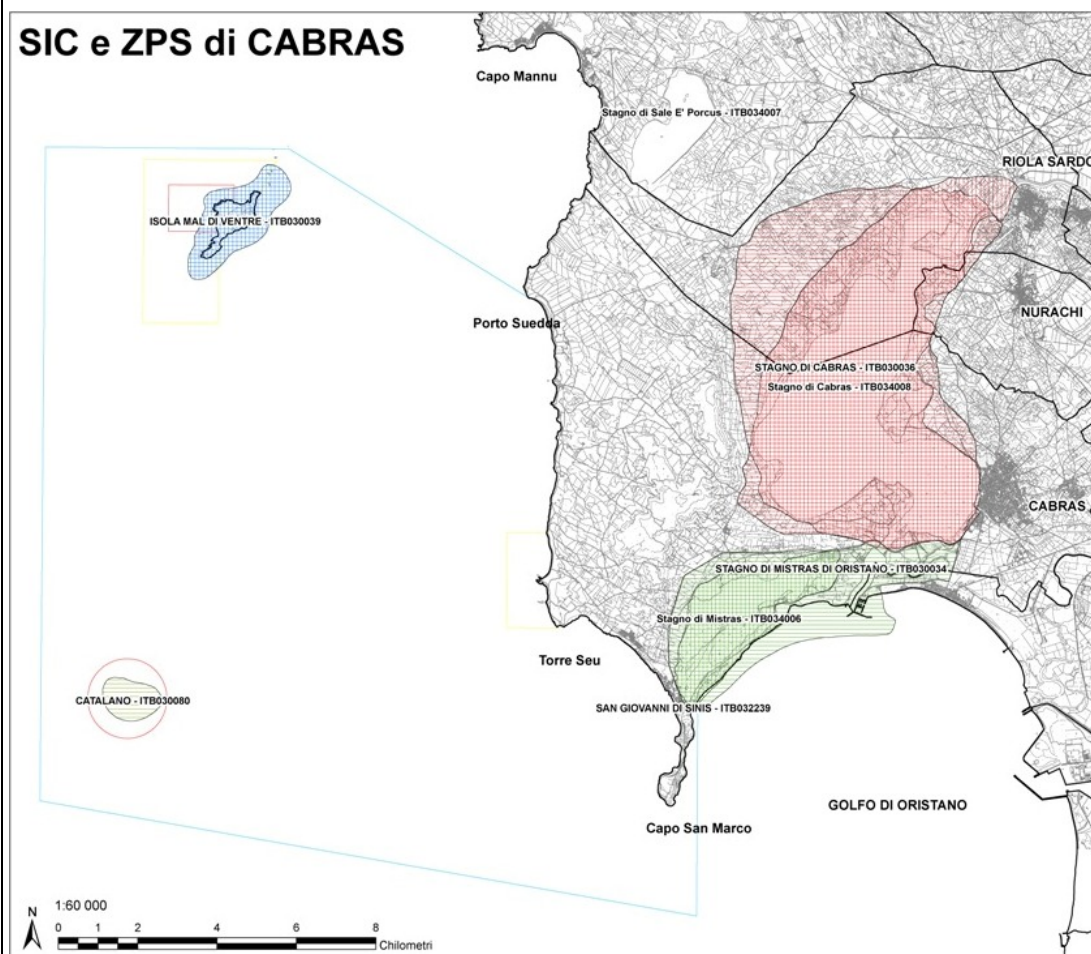 SIC e ZPS di CABRAS
Capo Mannu
Stagno di Sale E' Porcus - ITB034007
RIOLA SARDO
ISOLA MAL DI VENTRE - ITB030039
NURACHI
Porto Suedda
STAGNO DI CABRAS - ITB030036
Stagno di Cabras - ITB034008
CABRAS
STAGNO DI MISTRAS DI ORISTANO - ITB030034
Stagno di Mistras - ITB034006
Torre Seu
CATALANO - ITB030080
SAN GIOVANNI DI SINIS - ITB032239
GOLFO DI ORISTANO
Capo San Marco
N
1:60 000
0 1 2 4 6 8
Chilometri